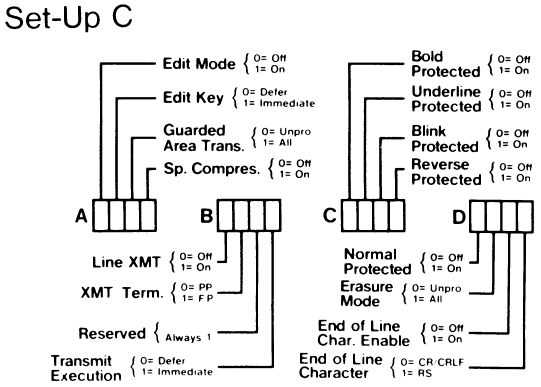 Set-Up C
Edit Mode { 0= Off
1= On
Edit Key { 0= Defer
1= Immediate
Guarded
Area Trans. { 0= Unpro
1= All
Sp. Compres. { 0= Off
1= On
A
B
Line XMT { 0= Off
1= On
XMT Term. { 0= PP
1= FP
Reserved { Always 1
Transmit
Execution { 0= Defer
1= Immediate
Bold
Protected { 0= Off
1= On
Underline
Protected { 0= Off
1= On
Blink
Protected { 0= Off
1= On
Reverse
Protected { 0= Off
1= On
C
D
Normal
Protected { 0= Off
1= On
Erasure
Mode { 0= Unpro
1= All
End of Line
Char. Enable { 0= Off
1= On
End of Line
Character { 0= CR/CRLF
1= RS